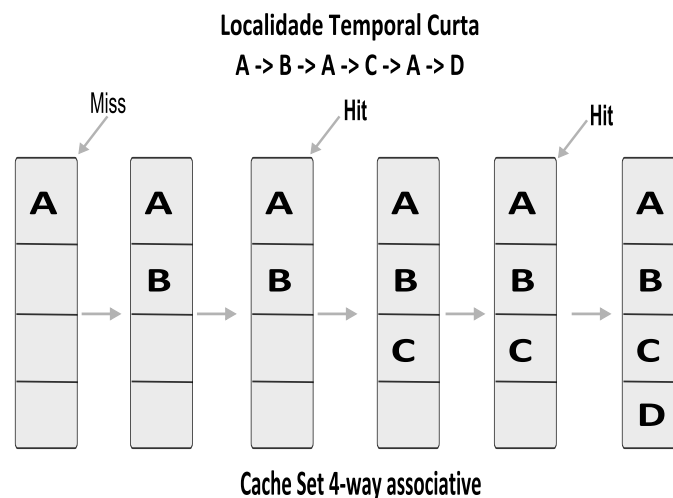 Localidade Temporal Curta
A -> B -> A -> C -> A -> D
Miss
Hit
Hit
A A A A A A
B B B B B
C C C
D
Cache Set 4-way associative